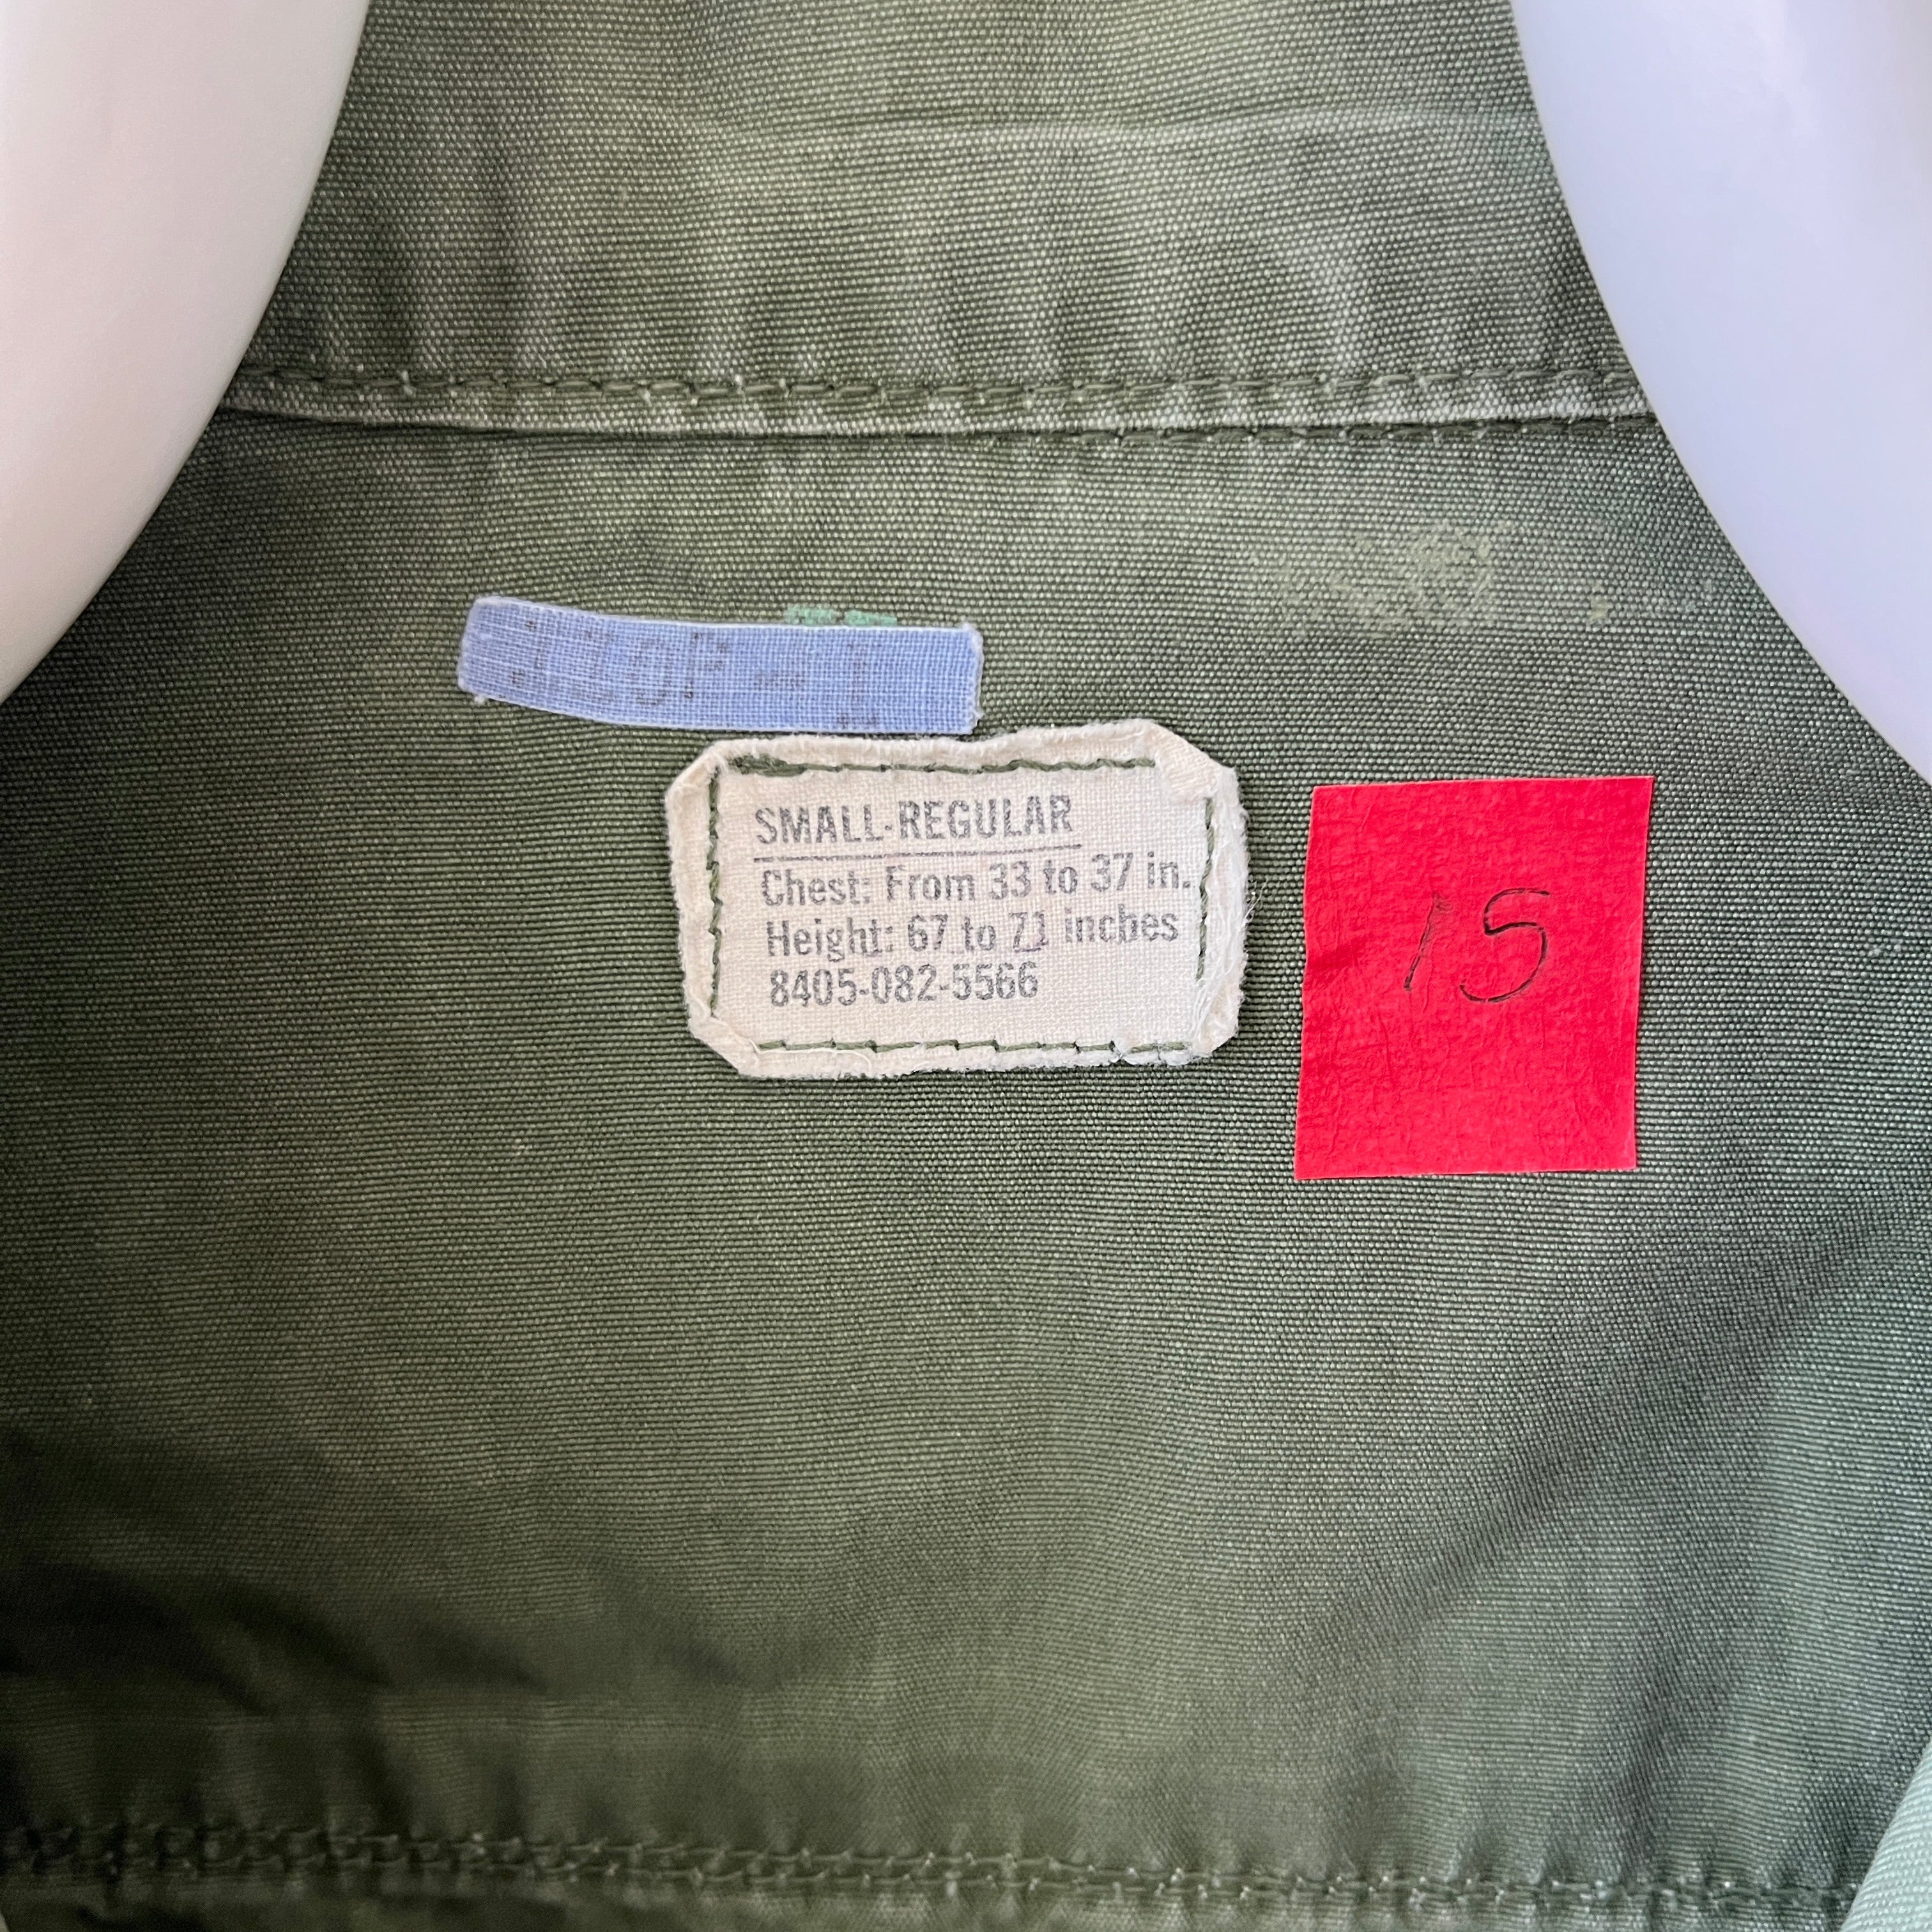 SMALL-REGULAR
Chest: From 33 to 37 in.
Height: 67 to 71 inches
8405-082-5566
15